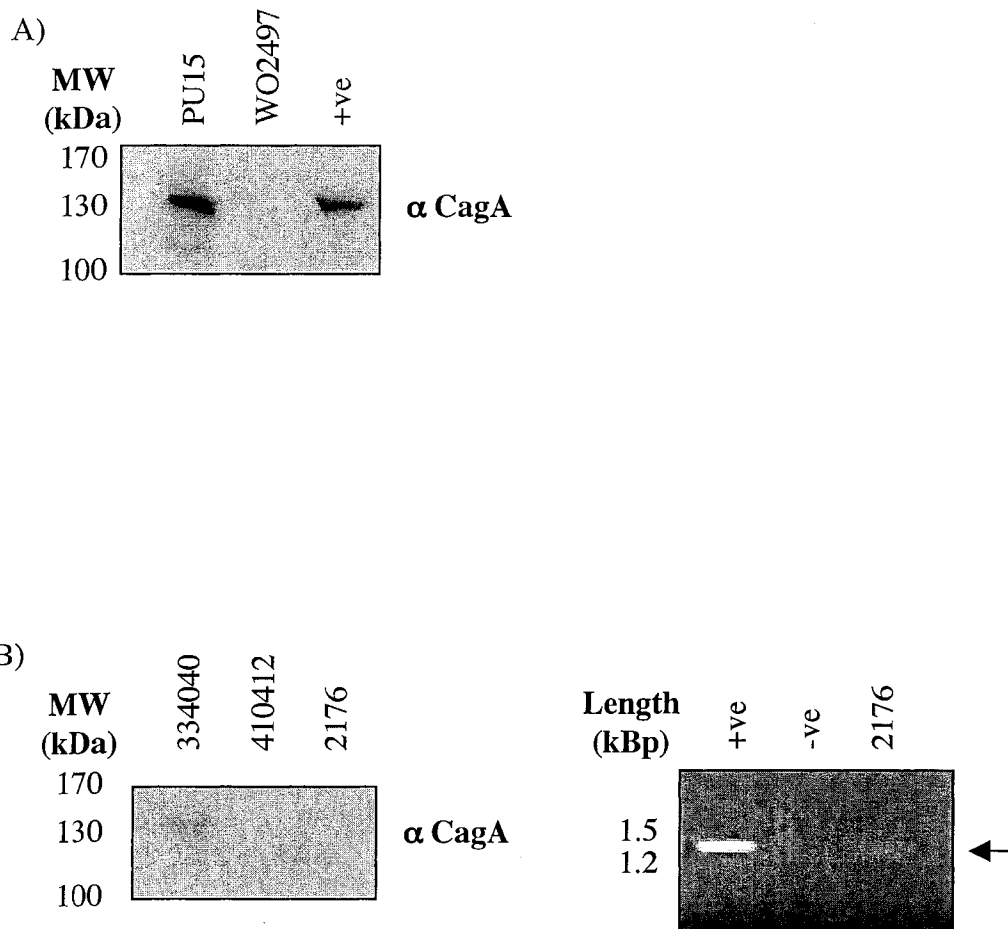 A)
MW
(kDa)
PU15
WO2497
+ve
170
130
100
α CagA
B)
MW
(kDa)
334040
410412
2176
170
130
100
α CagA
Length
(kBp)
+ve
-ve
2176
1.5
1.2